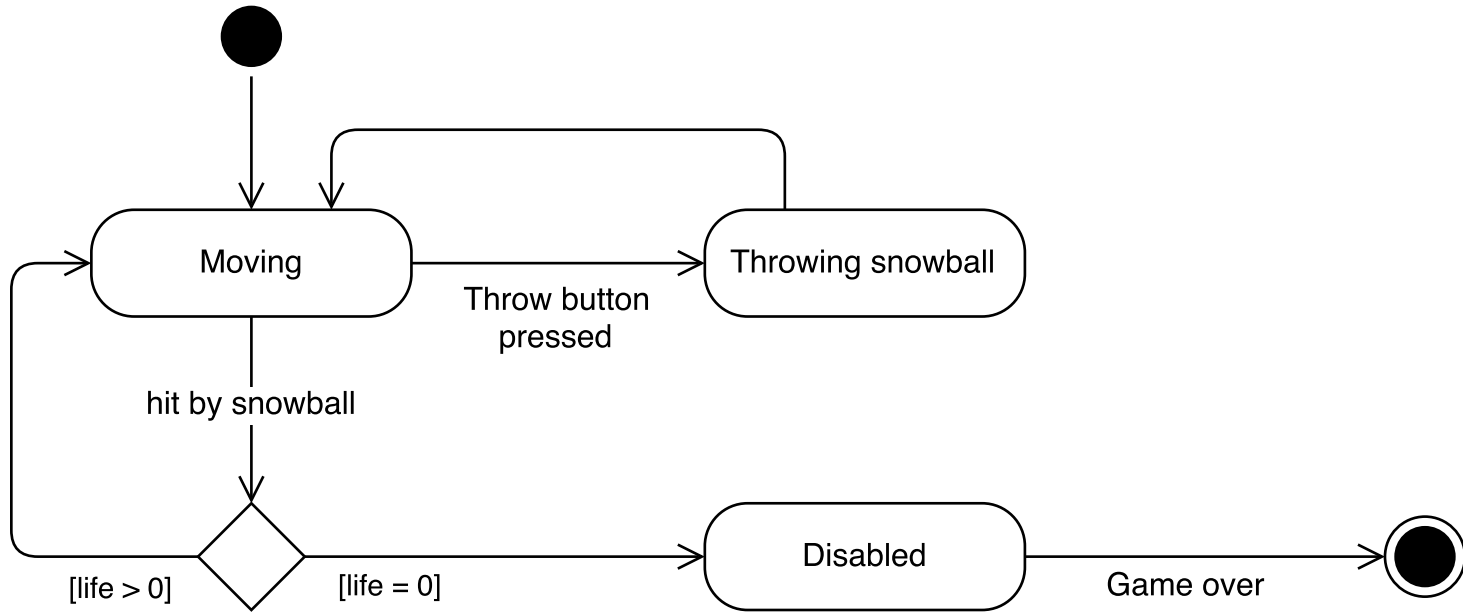 Moving
Throwing snowball
Throw button
pressed
hit by snowball
[life > 0]
[life = 0]
Disabled
Game over